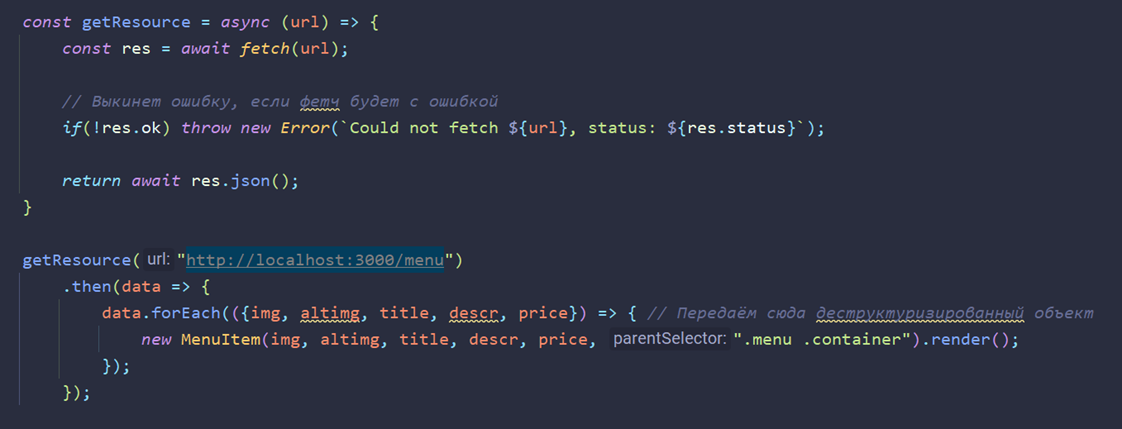 const getResource = async (url) => {
    const res = await fetch(url);

    // Выкинет ошибку, если фетч будет с ошибкой
    if(!res.ok) throw new Error(`Could not fetch ${url}, status: ${res.status}`);

    return await res.json();
}

getResource( url: "http://localhost:3000/menu")
    .then(data => {
        data.forEach(({img, altimg, title, descr, price}) => { // Передаём сюда деструктуризированный объект
            new MenuItem(img, altimg, title, descr, price, parentSelector: ".menu .container").render();
        });
    });